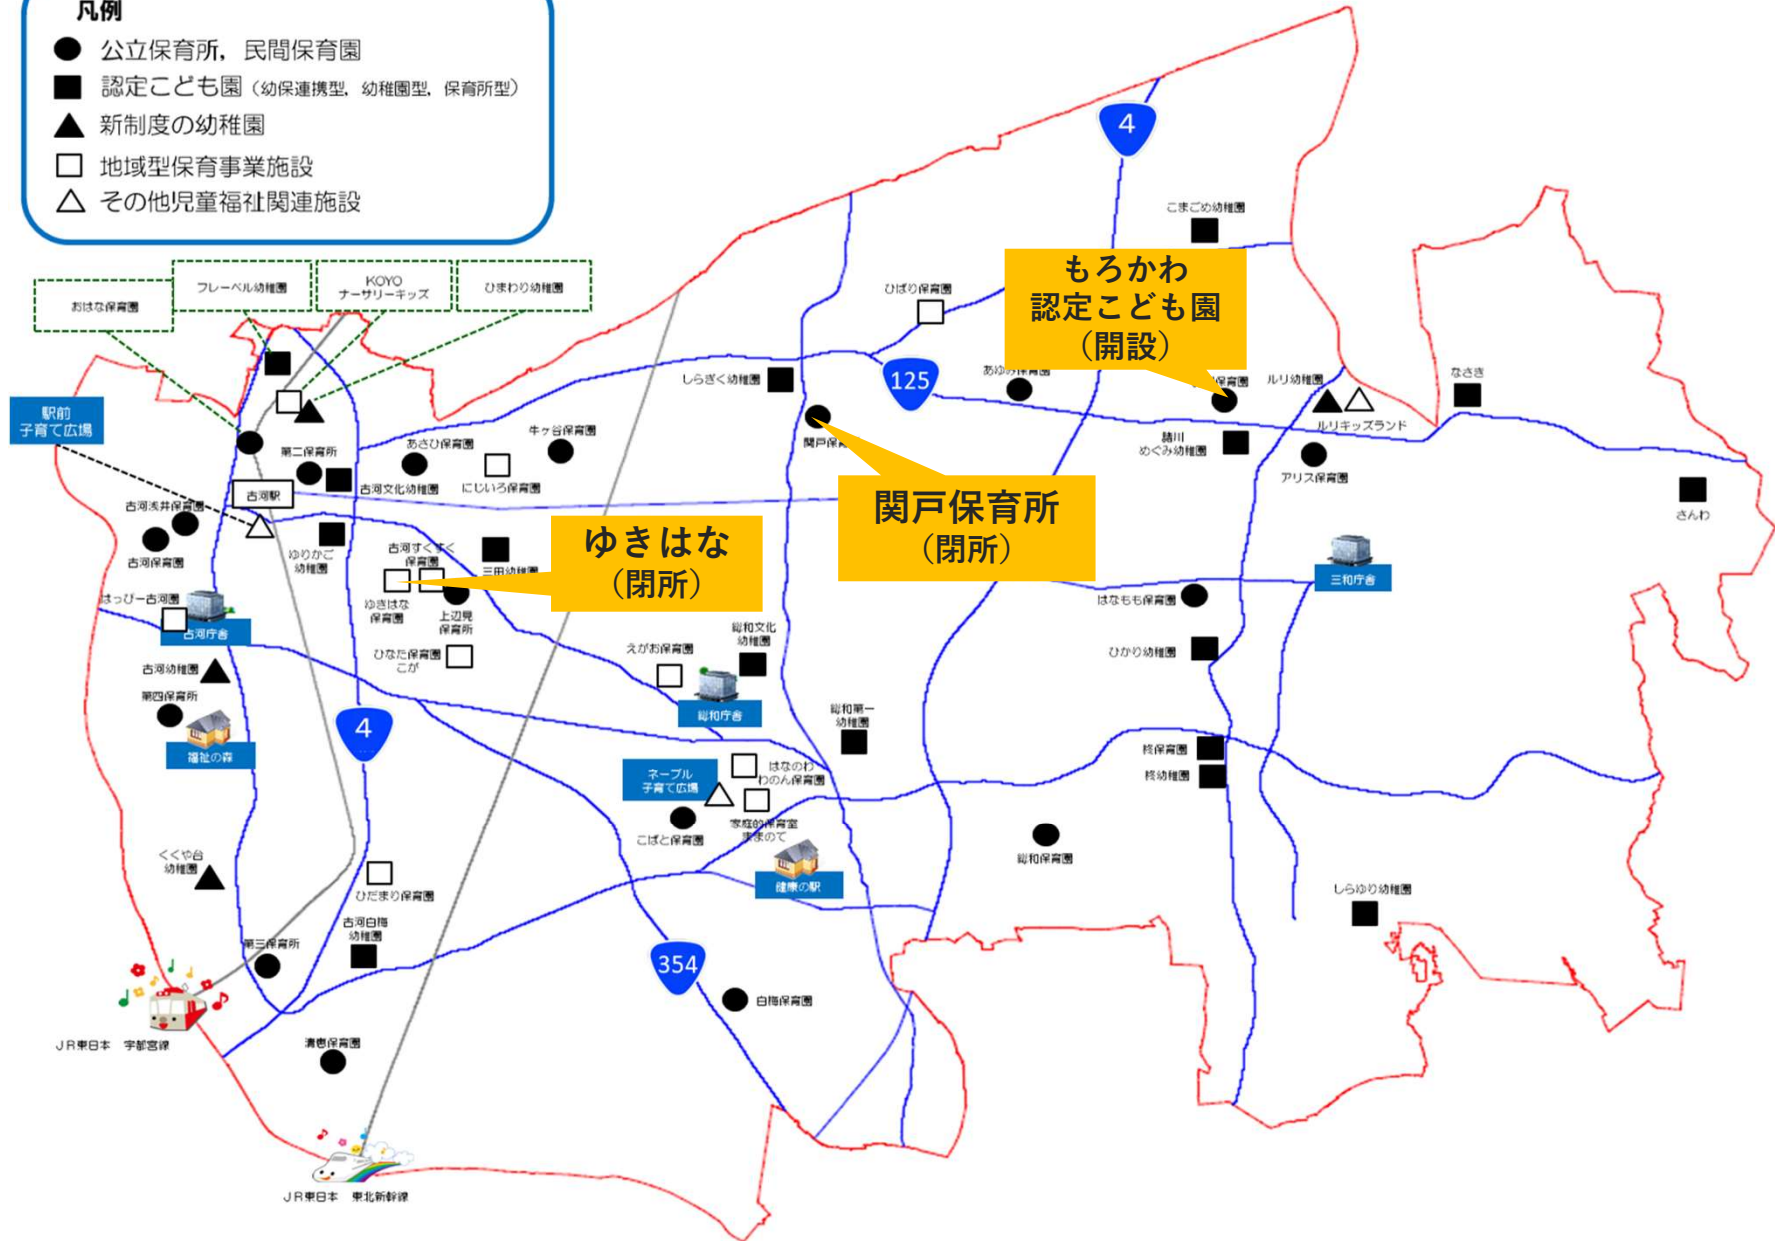 凡例
公立保育所，民間保育園
認定こども園（幼保連携型，幼稚園型，保育所型）
新制度の幼稚園
地域型保育事業施設
その他児童福祉関連施設
4
こまごめ幼稚園
おはな保育園
フレーベル幼稚園
KOYO
ナーサリーキッズ
ひまわり幼稚園
ひばり保育園
もろかわ
認定こども園
（開設）
しらぎく幼稚園
125
あゆみ保育園
保育園
ルリ幼稚園
ルリキッズランド
なさき
駅前
子育て広場
第二保育所
あさひ保育園
牛ヶ谷保育園
関戸保育
諸川
めぐみ幼稚園
アリス保育園
古河駅
古河文化幼稚園
にじいろ保育園
さんわ
古河浅井保育園
古河保育園
ゆりかご
幼稚園
古河すくすく
保育園
三田幼稚園
ゆきはな
（閉所）
関戸保育所
（閉所）
三和庁舎
はっぴー古河園
古河庁舎
ゆきはな
保育園
上辺見
保育所
はなもも保育園
ひなた保育園
こが
えがお保育園
総和文化
幼稚園
ひかり幼稚園
古河幼稚園
第四保育所
総和庁舎
総和第一
幼稚園
福祉の森
4
柊保育園
柊幼稚園
ネーブル
子育て広場
はなのわ
わのん保育園
こばと保育園
家庭的保育室
ままのて
総和保育園
くくや台
幼稚園
ひだまり保育園
健康の駅
しらゆり幼稚園
古河白梅
幼稚園
第三保育所
354
白梅保育園
JR東日本　宇都宮線
清恵保育園
JR東日本　東北新幹線